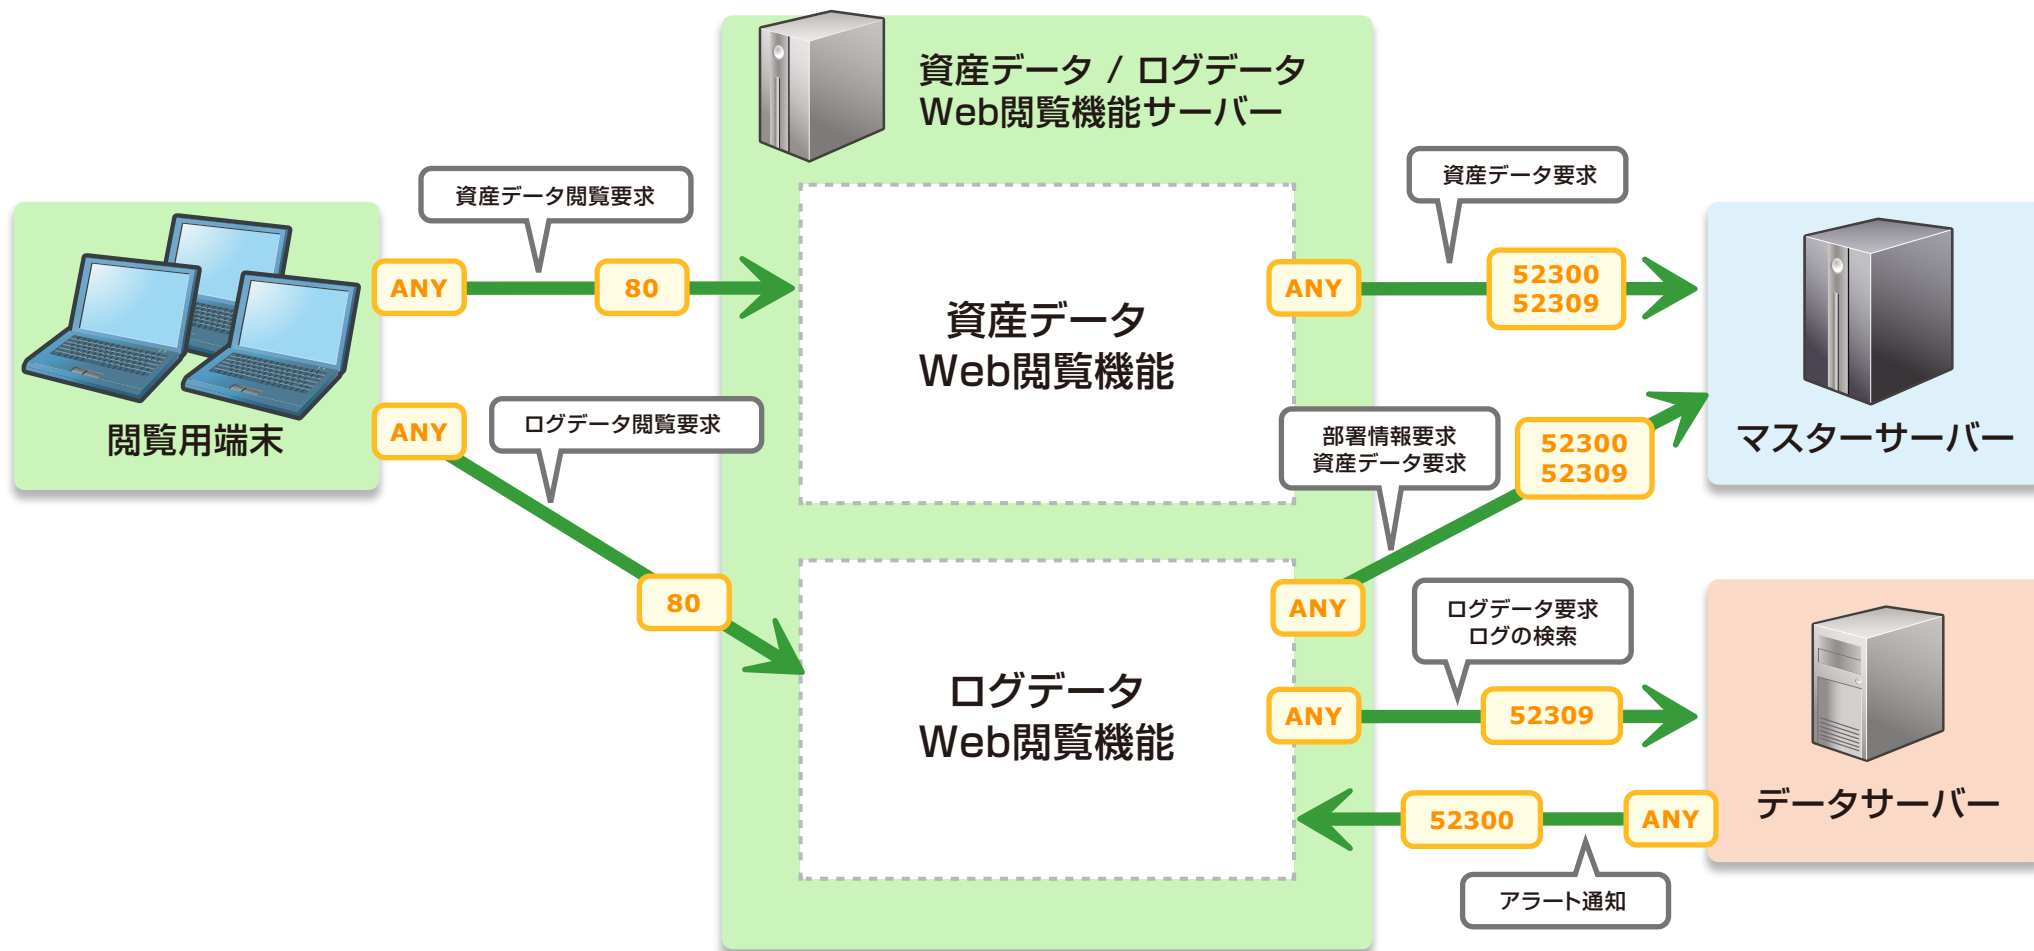 資産データ / ログデータ
Web閲覧機能サーバー
資産データ閲覧要求
ANY
80
閲覧用端末
ANY
ログデータ閲覧要求
80
資産データ
Web閲覧機能
資産データ要求
ANY
52300
52309
マスターサーバー
部署情報要求
資産データ要求
52300
52309
ANY
ログデータ
Web閲覧機能
ログデータ要求
ログの検索
ANY
52309
データサーバー
52300
ANY
アラート通知